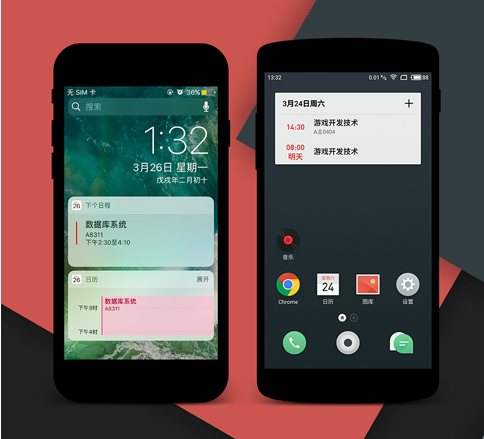 无 SIM 卡
36%
搜索
1:32
3月26日 星期一
戊戌年二月初十
26
下个日程
数据库系统
A8311
下午2:30至4:10
26
日历
展开
下午3时
数据库系统
A8311
下午4时
13:32
0.01 K/s
88
3月24日周六
+
14:30
游戏开发技术
A主0404
08:00
明天
游戏开发技术
音乐
星期六
24
Chrome
日历
图库
设置